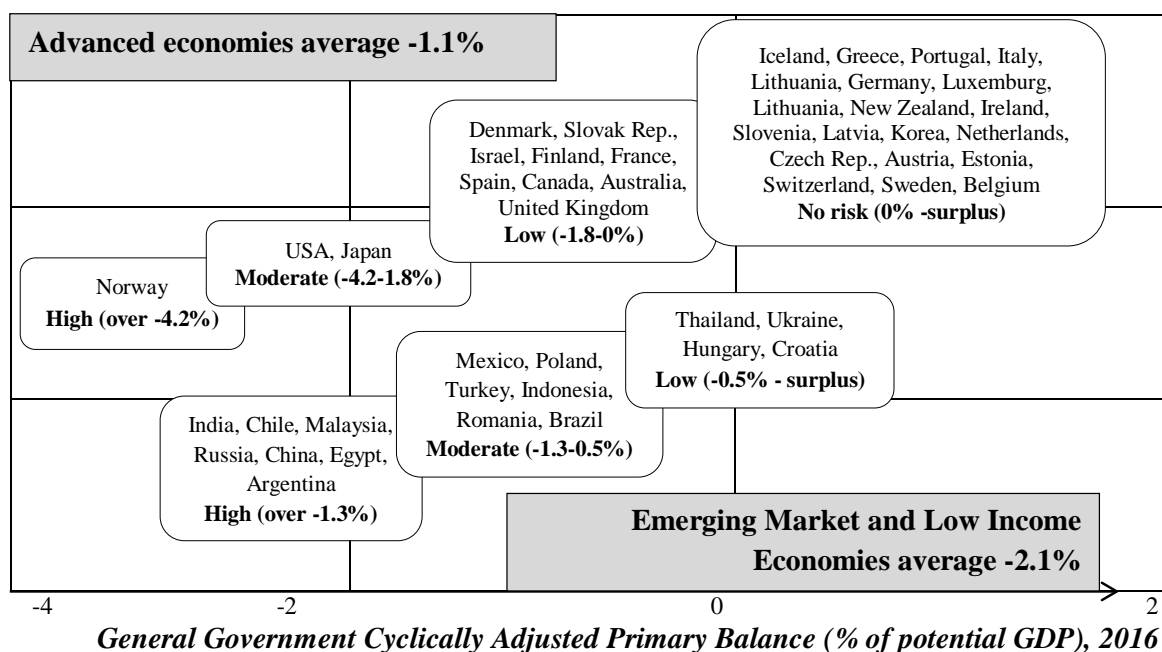 Advanced economies average -1.1%
Iceland, Greece, Portugal, Italy,
Lithuania, Germany, Luxemburg,
Lithuania, New Zealand, Ireland,
Slovenia, Latvia, Korea, Netherlands,
Czech Rep., Austria, Estonia,
Switzerland, Sweden, Belgium
No risk (0% -surplus)
Denmark, Slovak Rep.,
Israel, Finland, France,
Spain, Canada, Australia,
United Kingdom
Low (-1.8-0%)
USA, Japan
Moderate (-4.2-1.8%)
Norway
High (over -4.2%)
Thailand, Ukraine,
Hungary, Croatia
Low (-0.5% - surplus)
Mexico, Poland,
Turkey, Indonesia,
Romania, Brazil
Moderate (-1.3-0.5%)
India, Chile, Malaysia,
Russia, China, Egypt,
Argentina
High (over -1.3%)
Emerging Market and Low Income
Economies average -2.1%
-4 -2 0 2
General Government Cyclically Adjusted Primary Balance (% of potential GDP), 2016